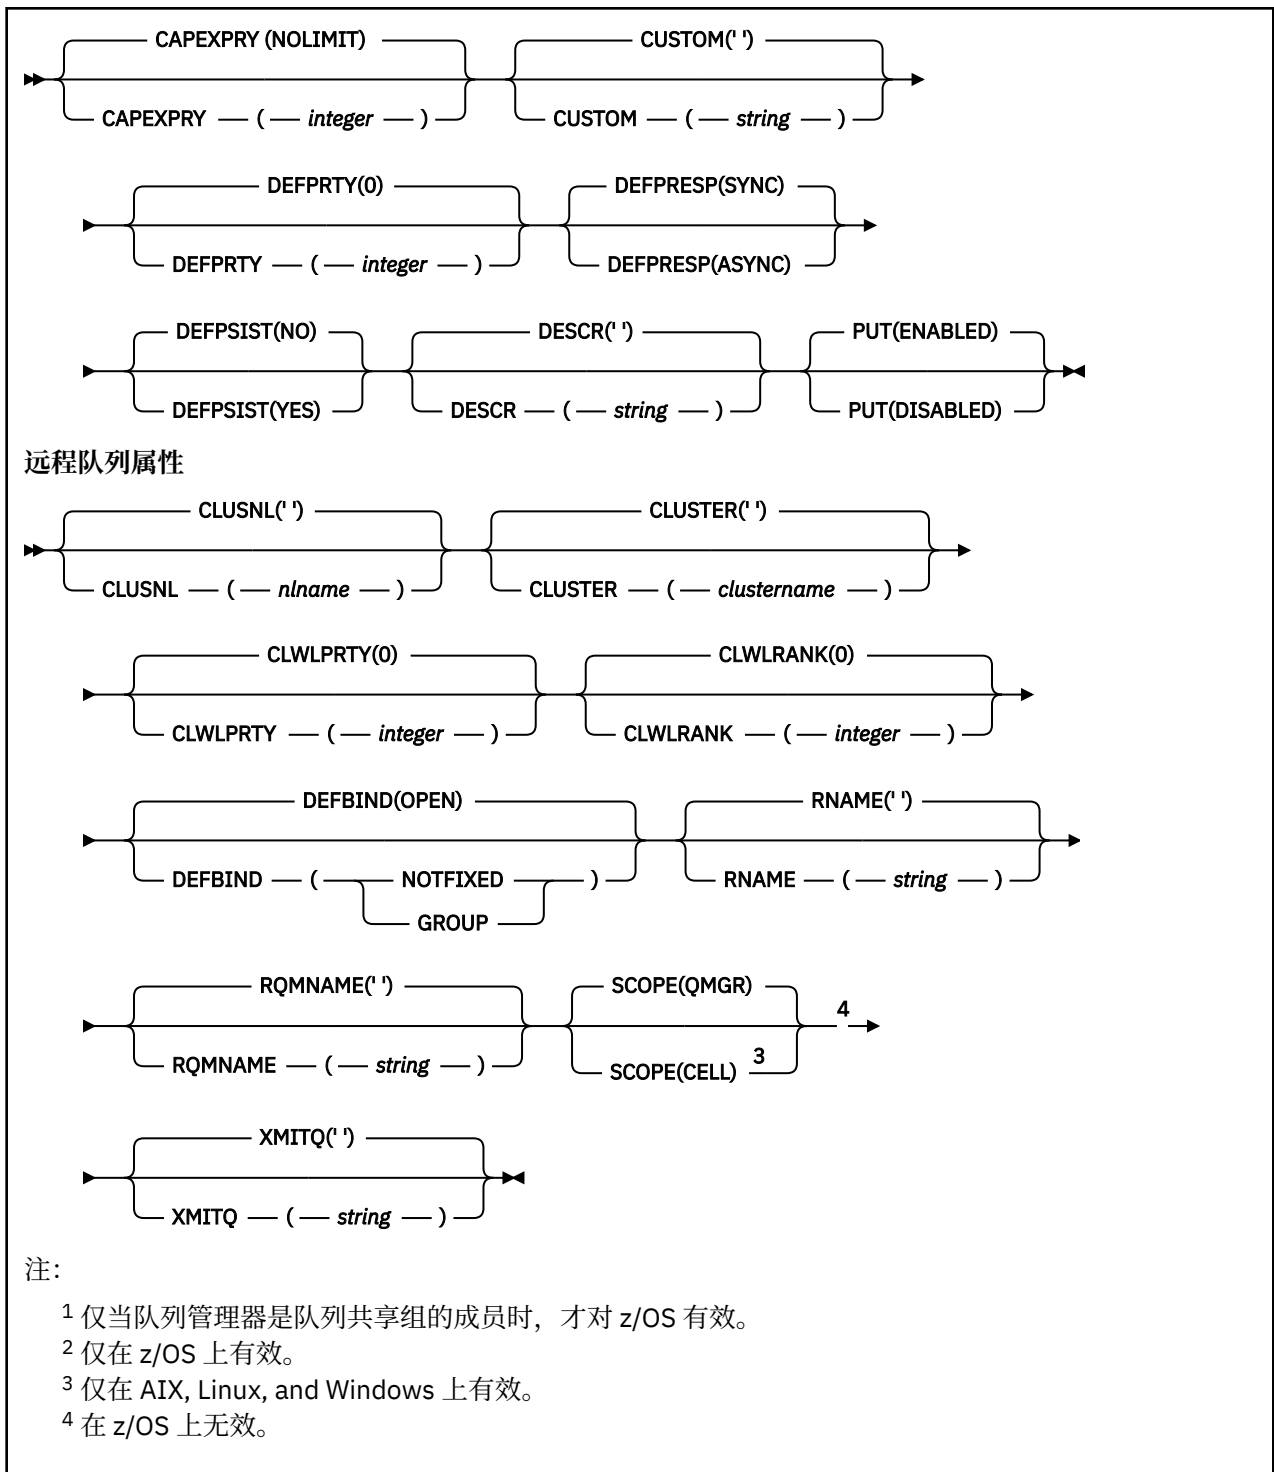 CAPEXPRY (NOLIMIT) CUSTOM(' ')
CAPEXPRY ( integer ) CUSTOM ( string )
DEFPRTY(0) DEFPRESP(SYNC)
DEFPRTY ( integer ) DEFPRESP(ASYNC)
DEFPSIST(NO) DESCR(' ') PUT(ENABLED)
DEFPSIST(YES) DESCR ( string ) PUT(DISABLED)
远程队列属性
CLUSNL(' ') CLUSTER(' ')
CLUSNL ( nlname ) CLUSTER ( clustername )
CLWLPRTY(0) CLWLRANK(0)
CLWLPRTY ( integer ) CLWLRANK ( integer )
DEFBIND(OPEN) RNAME(' ')
DEFBIND ( NOTFIXED ) RNAME ( string )
GROUP
RQMNAME(' ') SCOPE(QMGR) 4
RQMNAME ( string ) SCOPE(CELL) 3
XMITQ(' ')
XMITQ ( string )
注：
1 仅当队列管理器是队列共享组的成员时，才对 z/OS 有效。
2 仅在 z/OS 上有效。
3 仅在 AIX, Linux, and Windows 上有效。
4 在 z/OS 上无效。